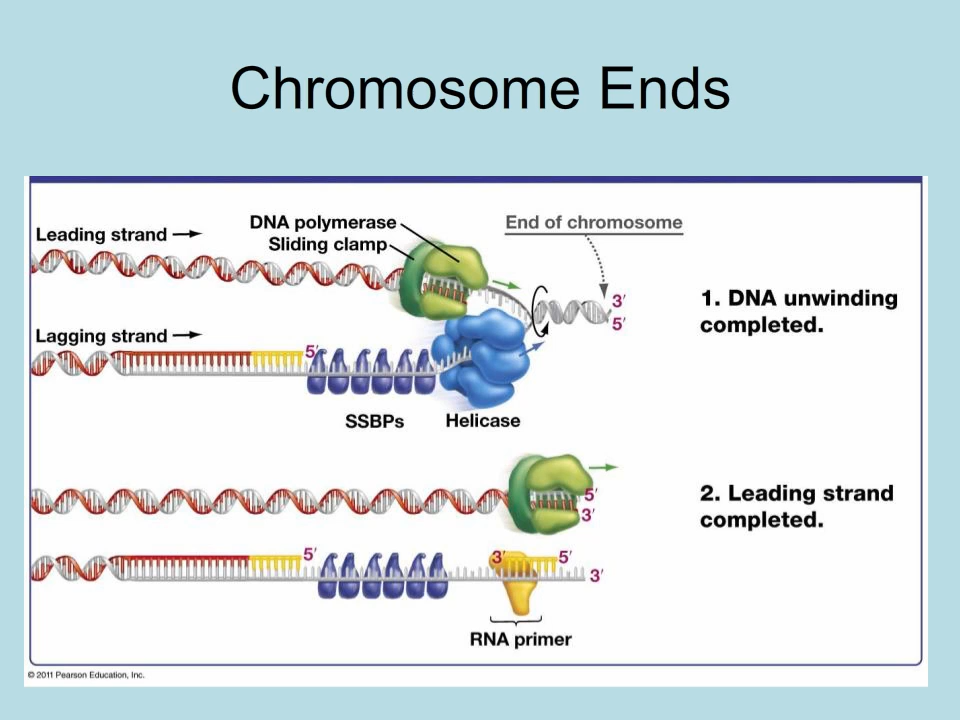 Chromosome Ends
DNA polymerase
Sliding clamp
End of chromosome
Leading strand
3′
5′
1. DNA unwinding
completed.
Lagging strand
5′
SSBPs
Helicase
5′
3′
2. Leading strand
completed.
5′
3′
5′
3′
RNA primer
© 2011 Pearson Education, Inc.